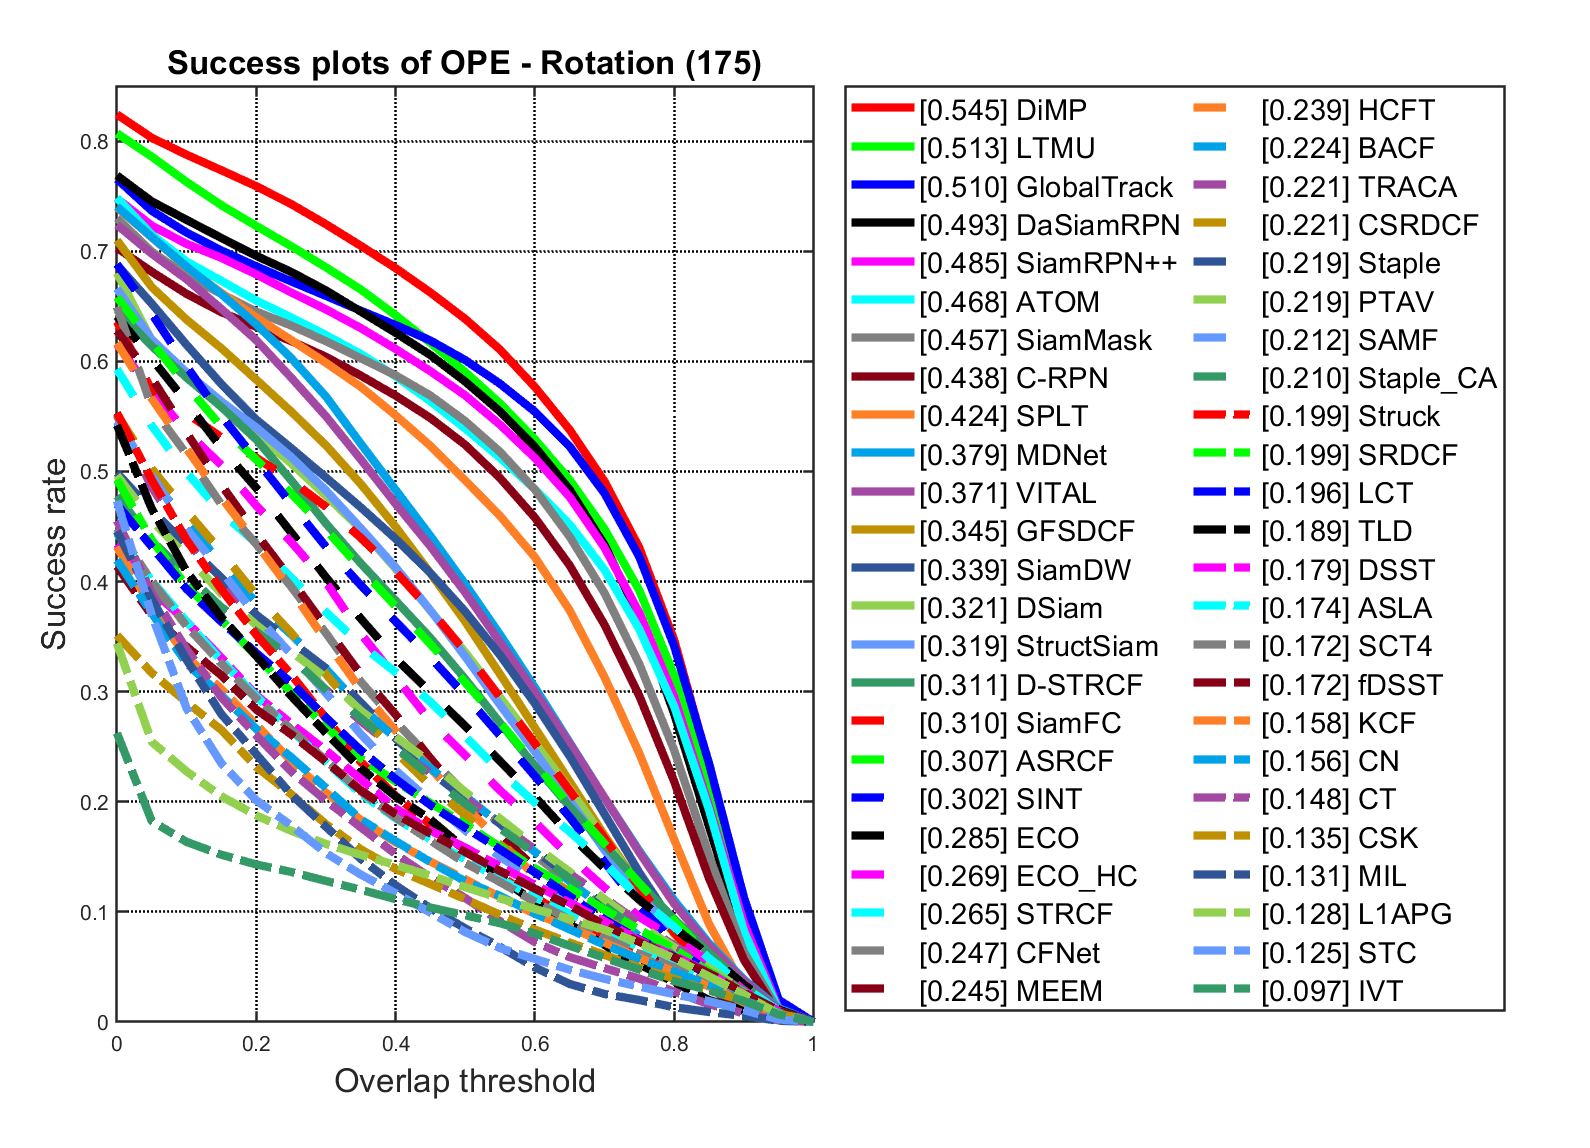 Success plots of OPE - Rotation (175)
Success rate
0.8
0.7
0.6
0.5
0.4
0.3
0.2
0.1
0
0
0.2
0.4
0.6
0.8
1
Overlap threshold
[0.545] DiMP
[0.513] LTMU
[0.510] GlobalTrack
[0.493] DaSiamRPN
[0.485] SiamRPN++
[0.468] ATOM
[0.457] SiamMask
[0.438] C-RPN
[0.424] SPLT
[0.379] MDNet
[0.371] VITAL
[0.345] GFSDCF
[0.339] SiamDW
[0.321] DSiam
[0.319] StructSiam
[0.311] D-STRCF
[0.310] SiamFC
[0.307] ASRCF
[0.302] SINT
[0.285] ECO
[0.269] ECO_HC
[0.265] STRCF
[0.247] CFNet
[0.245] MEEM
[0.239] HCFT
[0.224] BACF
[0.221] TRACA
[0.221] CSRDCF
[0.219] Staple
[0.219] PTAV
[0.212] SAMF
[0.210] Staple_CA
[0.199] Struck
[0.199] SRDCF
[0.196] LCT
[0.189] TLD
[0.179] DSST
[0.174] ASLA
[0.172] SCT4
[0.172] fDSST
[0.158] KCF
[0.156] CN
[0.148] CT
[0.135] CSK
[0.131] MIL
[0.128] L1APG
[0.125] STC
[0.097] IVT